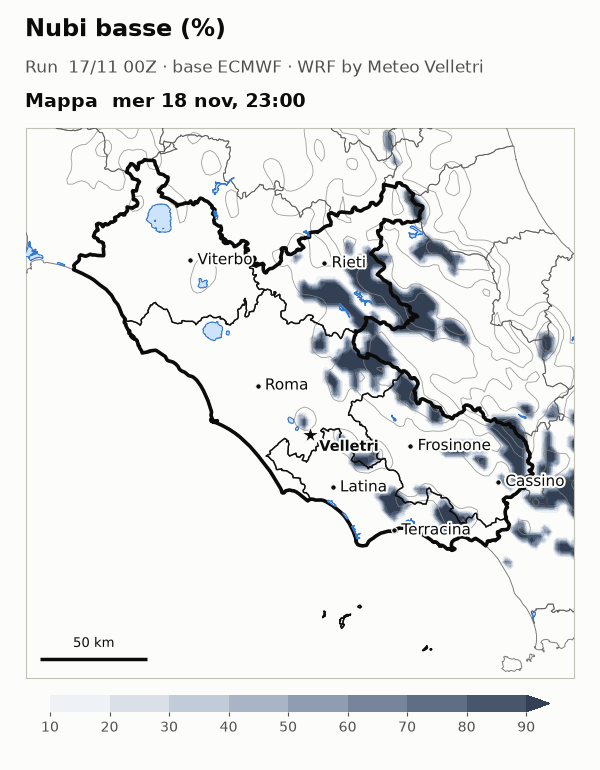 Nubi basse (%)
Run 17/11 00Z · base ECMWF · WRF by Meteo Velletri
Mappa mer 18 nov, 23:00
Viterbo
Rieti
Roma
Velletri
Frosinone
Latina
Cassino
Terracina
50 km
10 20 30 40 50 60 70 80 90